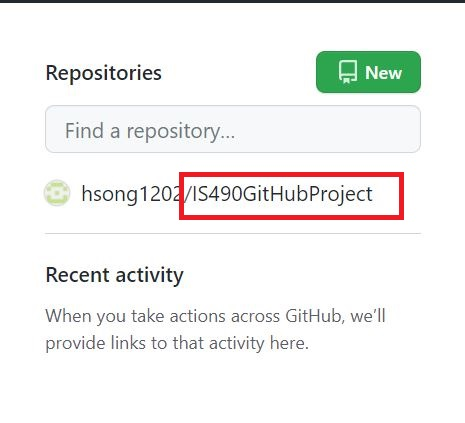 Repositories
New
Find a repository…
hsong1202/IS490GitHubProject
Recent activity
When you take actions across GitHub, we’ll
provide links to that activity here.